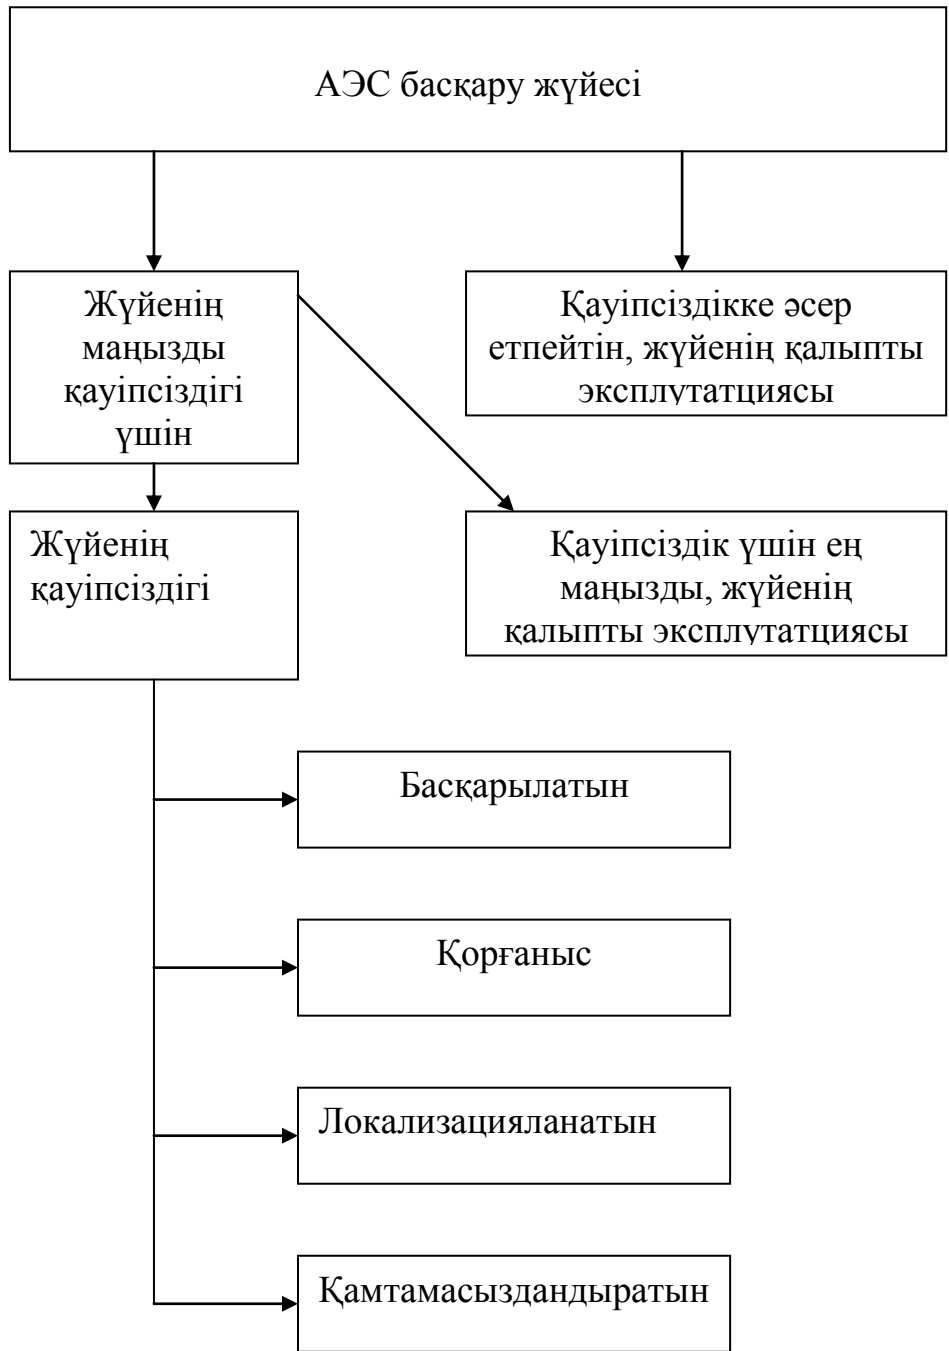 АЭС басқару жүйесі
Жүйенің
маңызды
қауіпсіздігі
үшін
Қауіпсіздікке әсер
етпейтін, жүйенің қалыпты
эксплутатциясы
Жүйенің
қауіпсіздігі
Қауіпсіздік үшін ең
маңызды, жүйенің
қалыпты эксплутатциясы
Басқарылатын
Қорғаныс
Локализацияланатын
Қамтамасыздандыратын